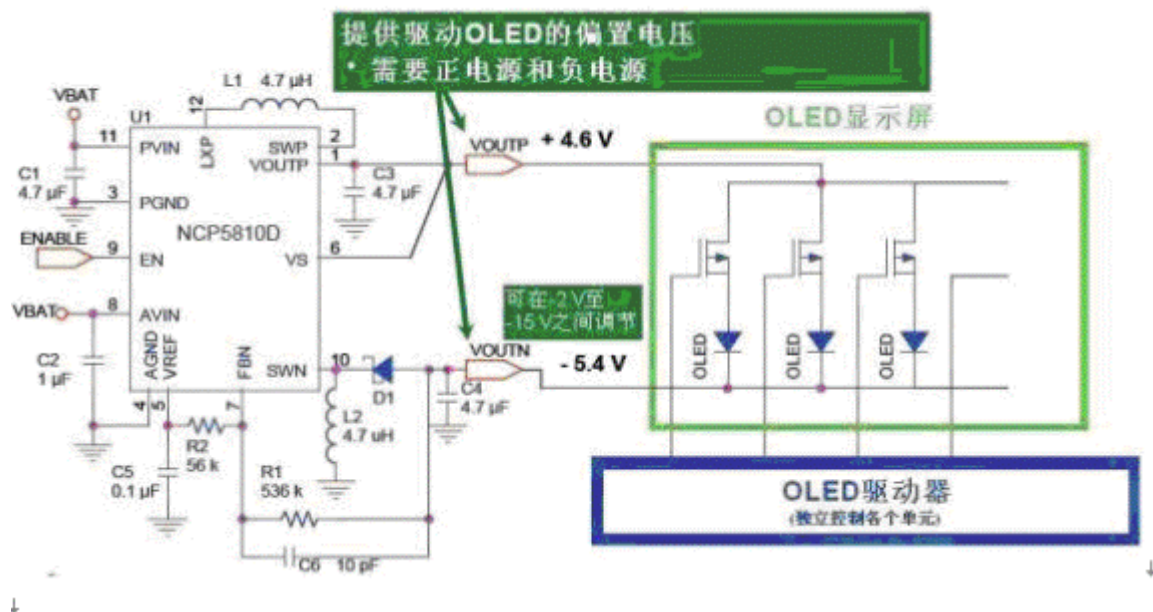 提供驱动OLED的偏置电压
• 需要正电源和负电源
L1 4.7 µH
VBAT
12
U1
11
PVIN
LXP
SWP
2
VOUTP
1
C1
4.7 µF
3
PGND
C3
4.7 µF
VOUTP
+ 4.6 V
OLED显示屏
NCP5810D
ENABLE
9
EN
VS
6
VBAT
8
AVIN
可在-2 V至
-15 V之间调节
AGND
VREF
FBN
SWN
10
D1
VOUTN
- 5.4 V
C2
1 µF
4
5
7
C4
4.7 µF
L2
4.7 uH
R2
56 k
C5
0.1 µF
R1
536 k
C6 10 pF
OLED
OLED
OLED
OLED驱动器
(独立控制各个单元)
↓
↓